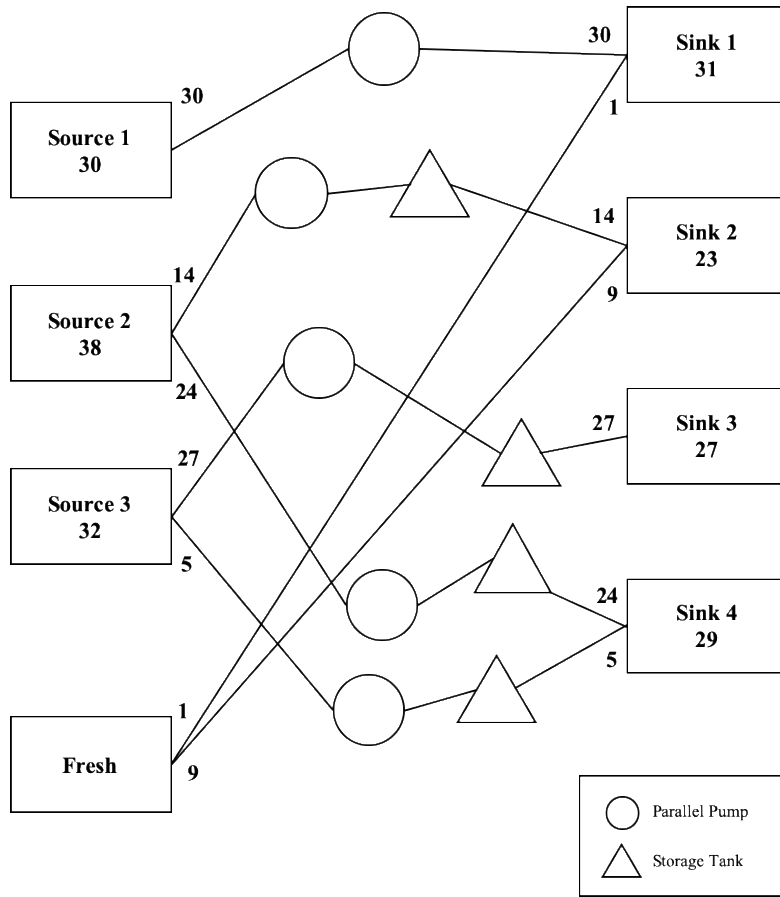 30
Sink 1
31
30
1
Source 1
30
14
Sink 2
23
14
9
Source 2
38
24
27
Sink 3
27
27
Source 3
32
5
24
Sink 4
29
5
1
Fresh
9
Parallel Pump
Storage Tank